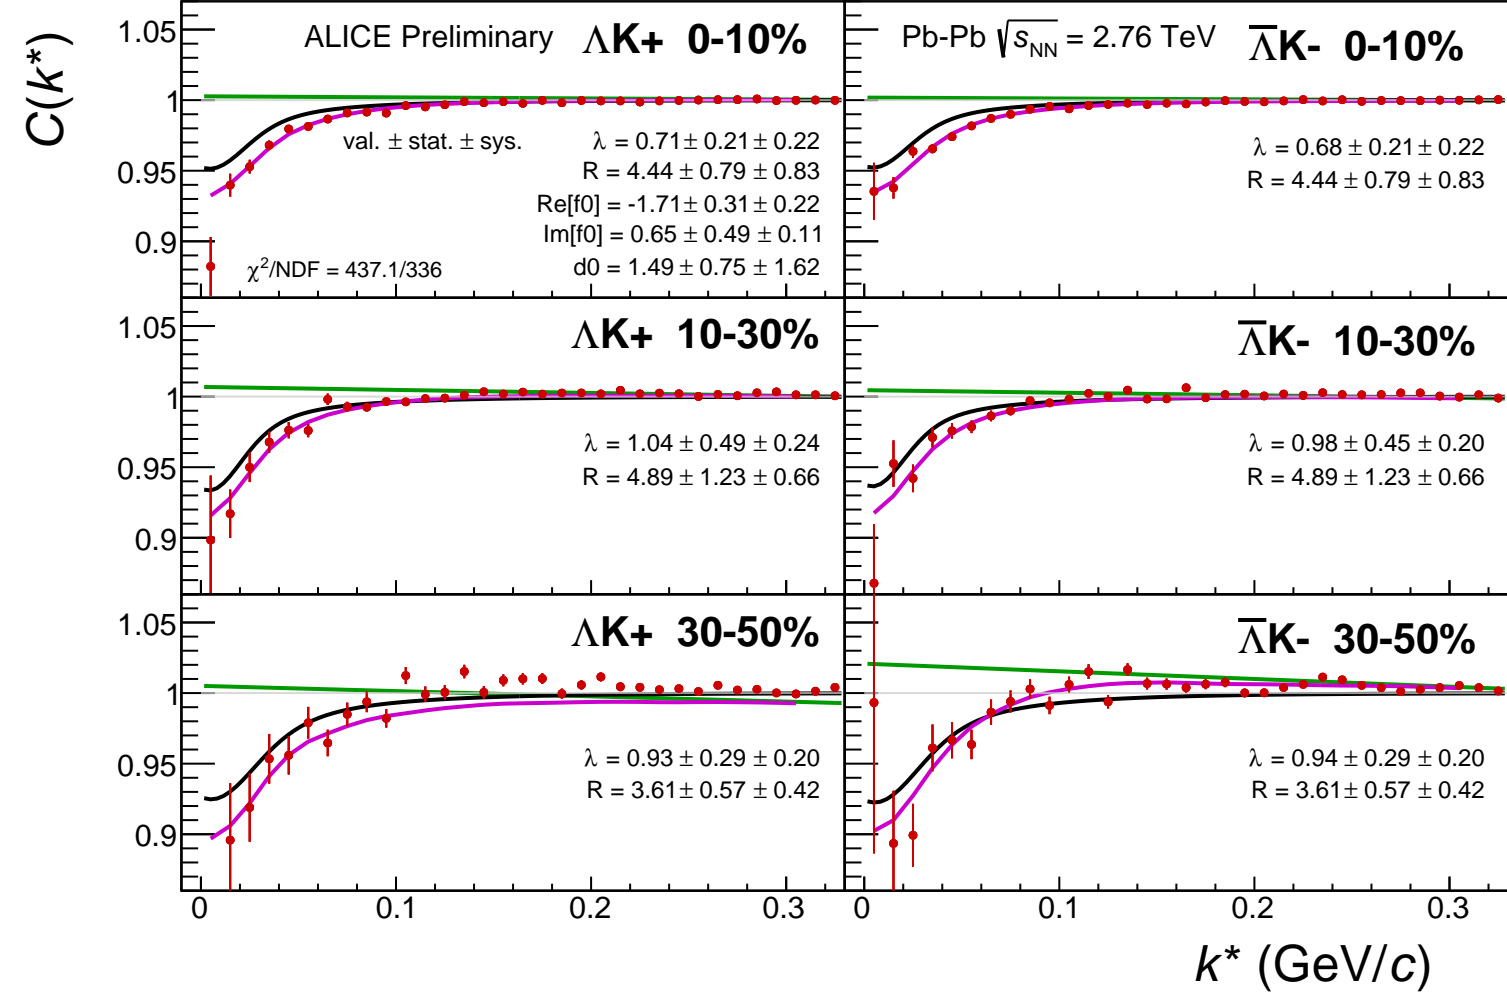 C(k*)
ALICE Preliminary ΛK+ 0-10%
Pb-Pb √sNN = 2.76 TeV Λ̅K- 0-10%
1.05
1
0.95
0.9
val. ± stat. ± sys.
λ = 0.71 ± 0.21 ± 0.22
R = 4.44 ± 0.79 ± 0.83
Re[f0] = -1.71 ± 0.31 ± 0.22
Im[f0] = 0.65 ± 0.49 ± 0.11
d0 = 1.49 ± 0.75 ± 1.62
χ²/NDF = 437.1/336
λ = 0.68 ± 0.21 ± 0.22
R = 4.44 ± 0.79 ± 0.83
ΛK+ 10-30%
Λ̅K- 10-30%
1.05
1
0.95
0.9
λ = 1.04 ± 0.49 ± 0.24
R = 4.89 ± 1.23 ± 0.66
λ = 0.98 ± 0.45 ± 0.20
R = 4.89 ± 1.23 ± 0.66
ΛK+ 30-50%
Λ̅K- 30-50%
1.05
1
0.95
0.9
λ = 0.93 ± 0.29 ± 0.20
R = 3.61 ± 0.57 ± 0.42
λ = 0.94 ± 0.29 ± 0.20
R = 3.61 ± 0.57 ± 0.42
0 0.1 0.2 0.3
0 0.1 0.2 0.3
k* (GeV/c)